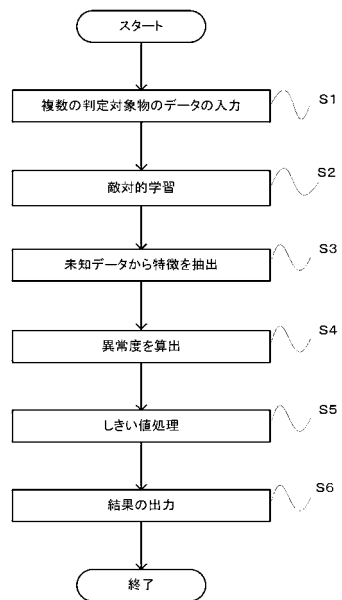 スタート
複数の判定対象物のデータの入力
S1
敵対的学習
S2
未知データから特徴を抽出
S3
異常度を算出
S4
しきい値処理
S5
結果の出力
S6
終了